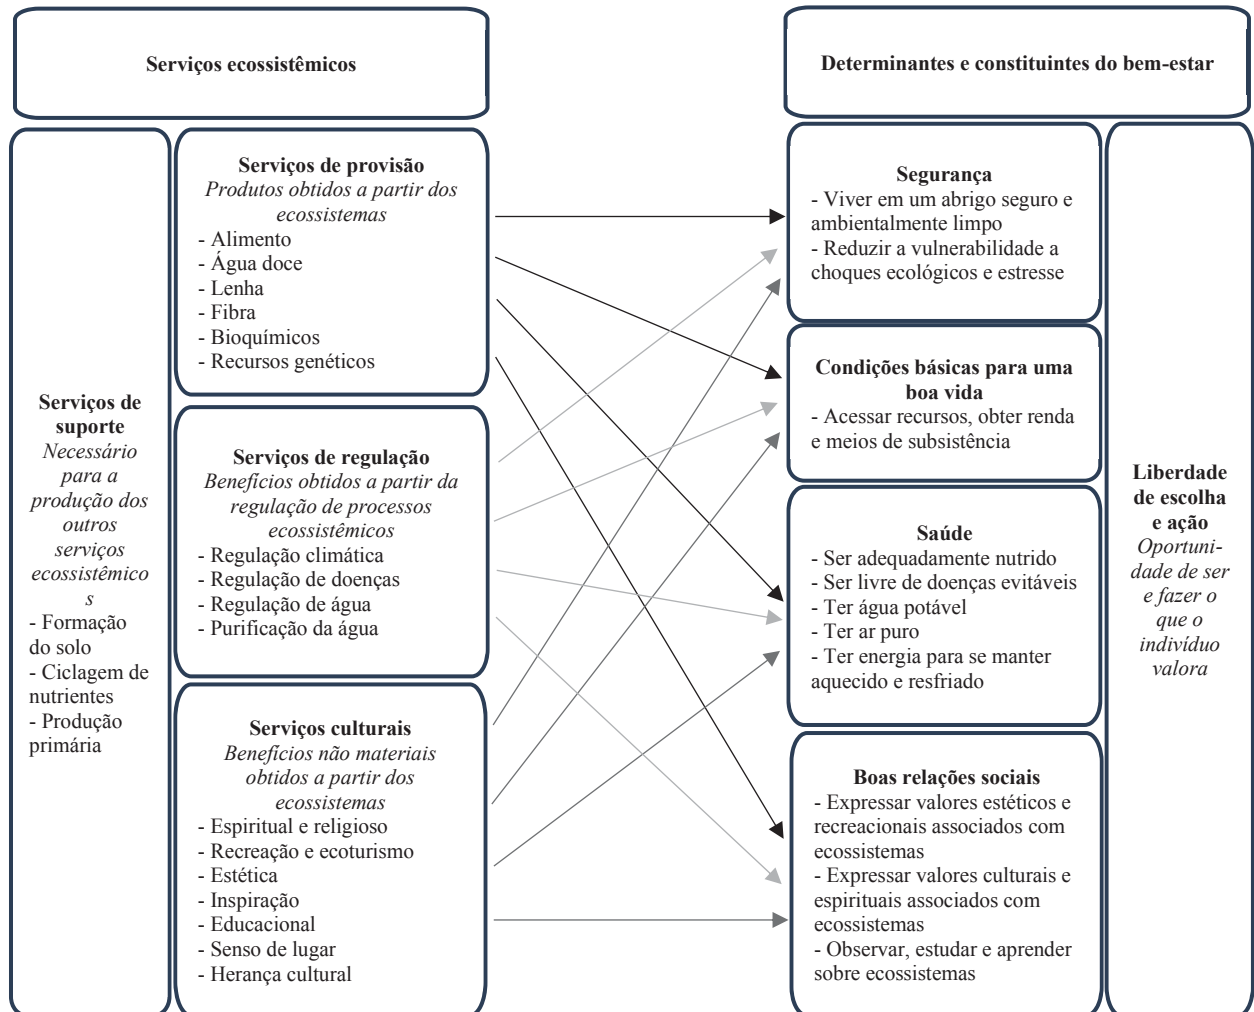 Serviços ecossistêmicos
Serviços de
suporte
Necessário
para a
produção dos
outros
serviços
ecossistêmico
s
- Formação
do solo
- Ciclagem de
nutrientes
- Produção
primária
Serviços de provisão
Produtos obtidos a partir dos
ecossistemas
- Alimento
- Água doce
- Lenha
- Fibra
- Bioquímicos
- Recursos genéticos
Serviços de regulação
Benefícios obtidos a partir da
regulação de processos
ecossistêmicos
- Regulação climática
- Regulação de doenças
- Regulação de água
- Purificação da água
Serviços culturais
Benefícios não materiais
obtidos a partir dos
ecossistemas
- Espiritual e religioso
- Recreação e ecoturismo
- Estética
- Inspiração
- Educacional
- Senso de lugar
- Herança cultural
Determinantes e constituintes do bem-estar
Segurança
- Viver em um abrigo seguro e
ambientalmente limpo
- Reduzir a vulnerabilidade a
choques ecológicos e estresse
Condições básicas para uma
boa vida
- Acessar recursos, obter renda
e meios de subsistência
Saúde
- Ser adequadamente nutrido
- Ser livre de doenças evitáveis
- Ter água potável
- Ter ar puro
- Ter energia para se manter
aquecido e resfriado
Boas relações sociais
- Expressar valores estéticos e
recreacionais associados com
ecossistemas
- Expressar valores culturais e
espirituais associados com
ecossistemas
- Observar, estudar e aprender
sobre ecossistemas
Liberdade
de escolha
e ação
Oportuni-
dade de ser
e fazer o
que o
indivíduo
valora